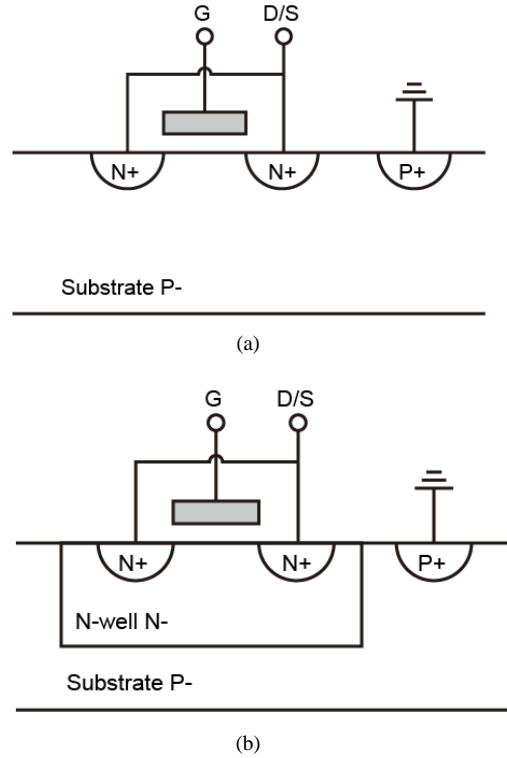 G D/S
N+ N+ P+
Substrate P-
(a)
G D/S
N+ N+ P+
N-well N-
Substrate P-
(b)